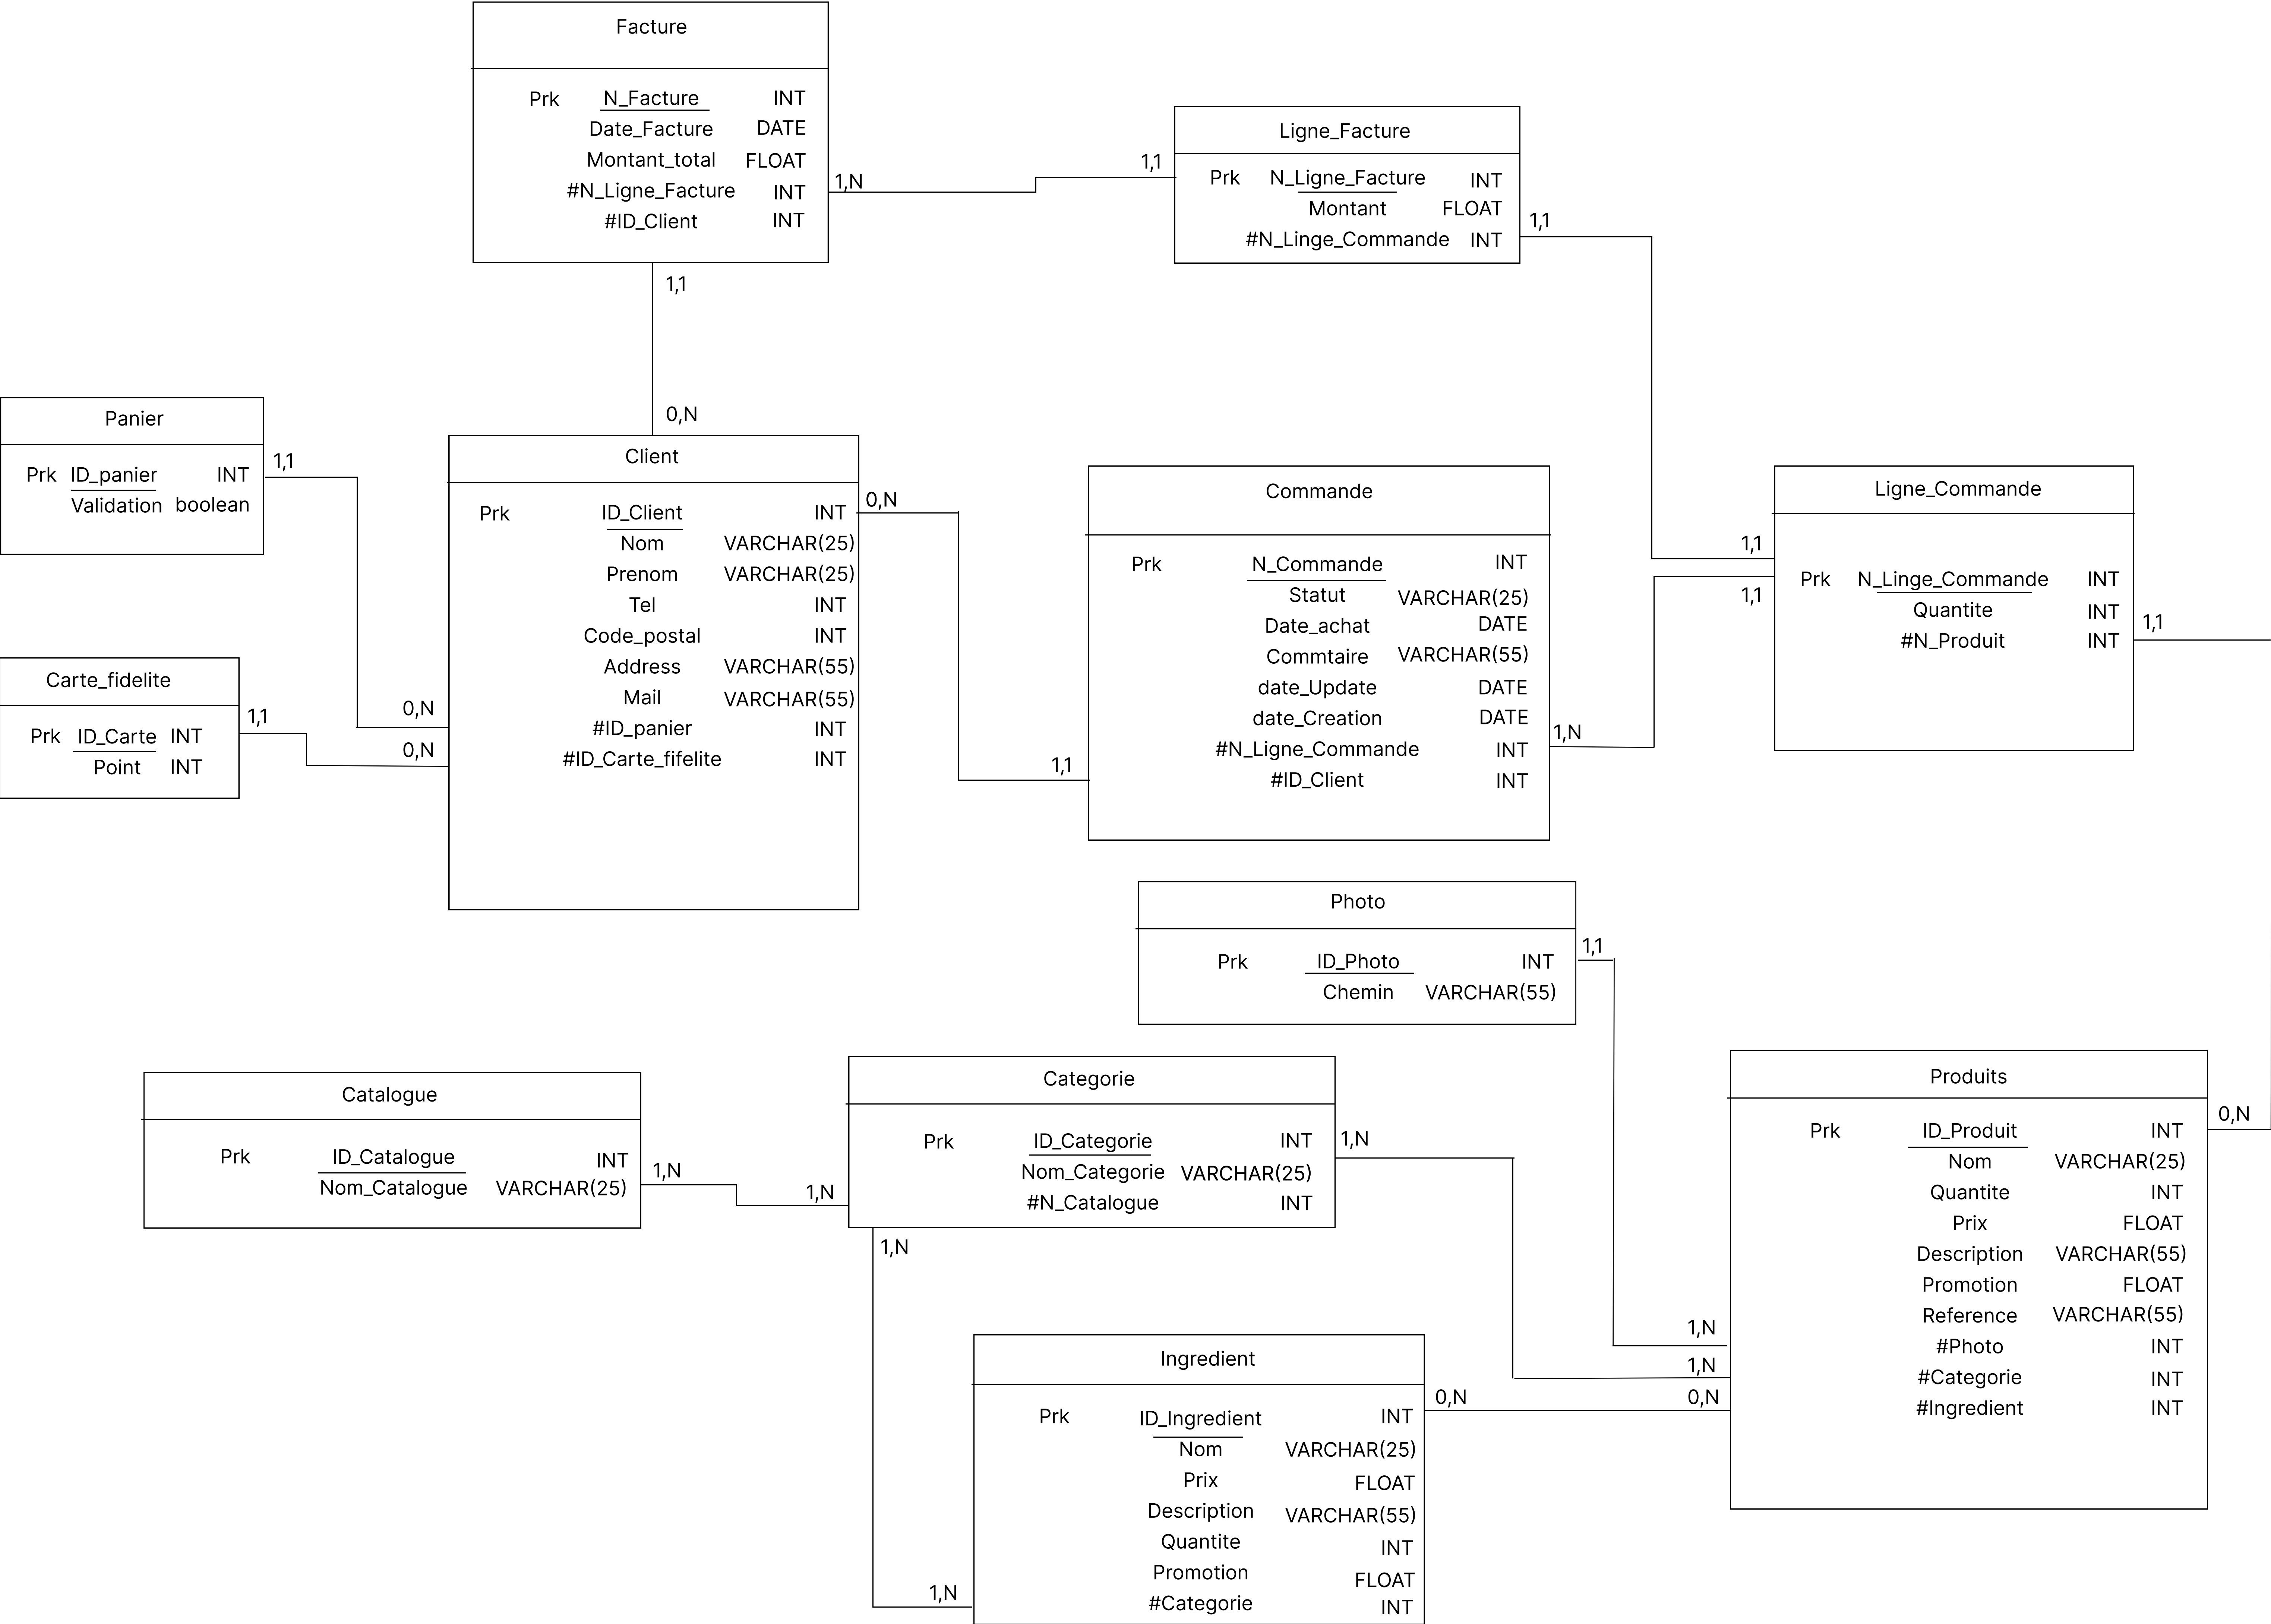 Facture
Prk N_Facture INT
Date_Facture DATE
Montant_total FLOAT
#N_Ligne_Facture INT
#ID_Client INT
1,N
1,1
1,1
0,N
Ligne_Facture
Prk N_Ligne_Facture INT
Montant FLOAT
#N_Linge_Commande INT
1,1
Panier
Prk ID_panier INT
Validation boolean
1,1
0,N
Carte_fidelite
Prk ID_Carte INT
Point INT
1,1
0,N
Client
Prk ID_Client INT
Nom VARCHAR(25)
Prenom VARCHAR(25)
Tel INT
Code_postal INT
Address VARCHAR(55)
Mail VARCHAR(55)
#ID_panier INT
#ID_Carte_fifelite INT
0,N
1,1
Commande
Prk N_Commande INT
Statut VARCHAR(25)
Date_achat DATE
Commtaire VARCHAR(55)
date_Update DATE
date_Creation DATE
#N_Ligne_Commande INT
#ID_Client INT
1,N
1,1
1,1
Ligne_Commande
Prk N_Linge_Commande INT
Quantite INT
#N_Produit INT
1,1
Photo
Prk ID_Photo INT
Chemin VARCHAR(55)
1,1
Catalogue
Prk ID_Catalogue INT
Nom_Catalogue VARCHAR(25)
1,N
1,N
Categorie
Prk ID_Categorie INT
Nom_Categorie VARCHAR(25)
#N_Catalogue INT
1,N
1,N
1,N
Ingredient
Prk ID_Ingredient INT
Nom VARCHAR(25)
Prix FLOAT
Description VARCHAR(55)
Quantite INT
Promotion FLOAT
#Categorie INT
0,N
1,N
1,N
0,N
Produits
Prk ID_Produit INT
Nom VARCHAR(25)
Quantite INT
Prix FLOAT
Description VARCHAR(55)
Promotion FLOAT
Reference VARCHAR(55)
#Photo INT
#Categorie INT
#Ingredient INT
0,N